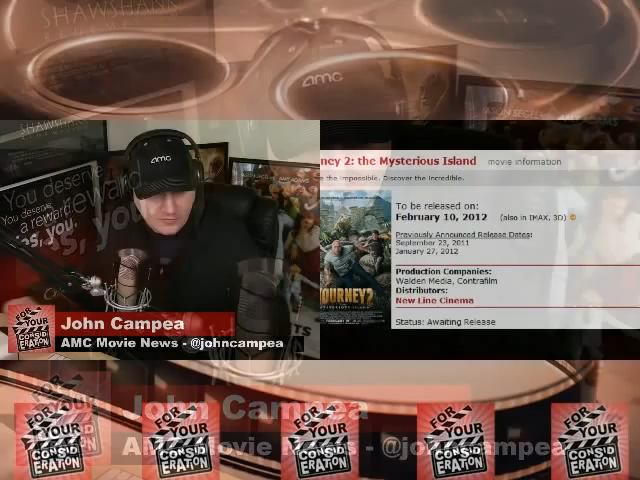 SHAWSHANK
amc
SHAWSHANK
amc
You deserve
a reward
yes, you.
John Campea
AMC Movie News - @johncampea
ney 2: the Mysterious Island movie information
the Impossible. Discover the Incredible.
To be released on:
February 10, 2012 (also in IMAX, 3D)
Previously Announced Release Dates:
September 23, 2011
January 27, 2012
Production Companies:
Walden Media, Contrafilm
Distributors:
New Line Cinema
Status: Awaiting Release
JOURNEY 2
FOR YOUR CONSIDERATION
John Campea
AMC Movie News - @johncampea
FOR YOUR CONSIDERATION
FOR YOUR CONSIDERATION
FOR YOUR CONSIDERATION
FOR YOUR CONSIDERATION
FOR YOUR CONSIDERATION